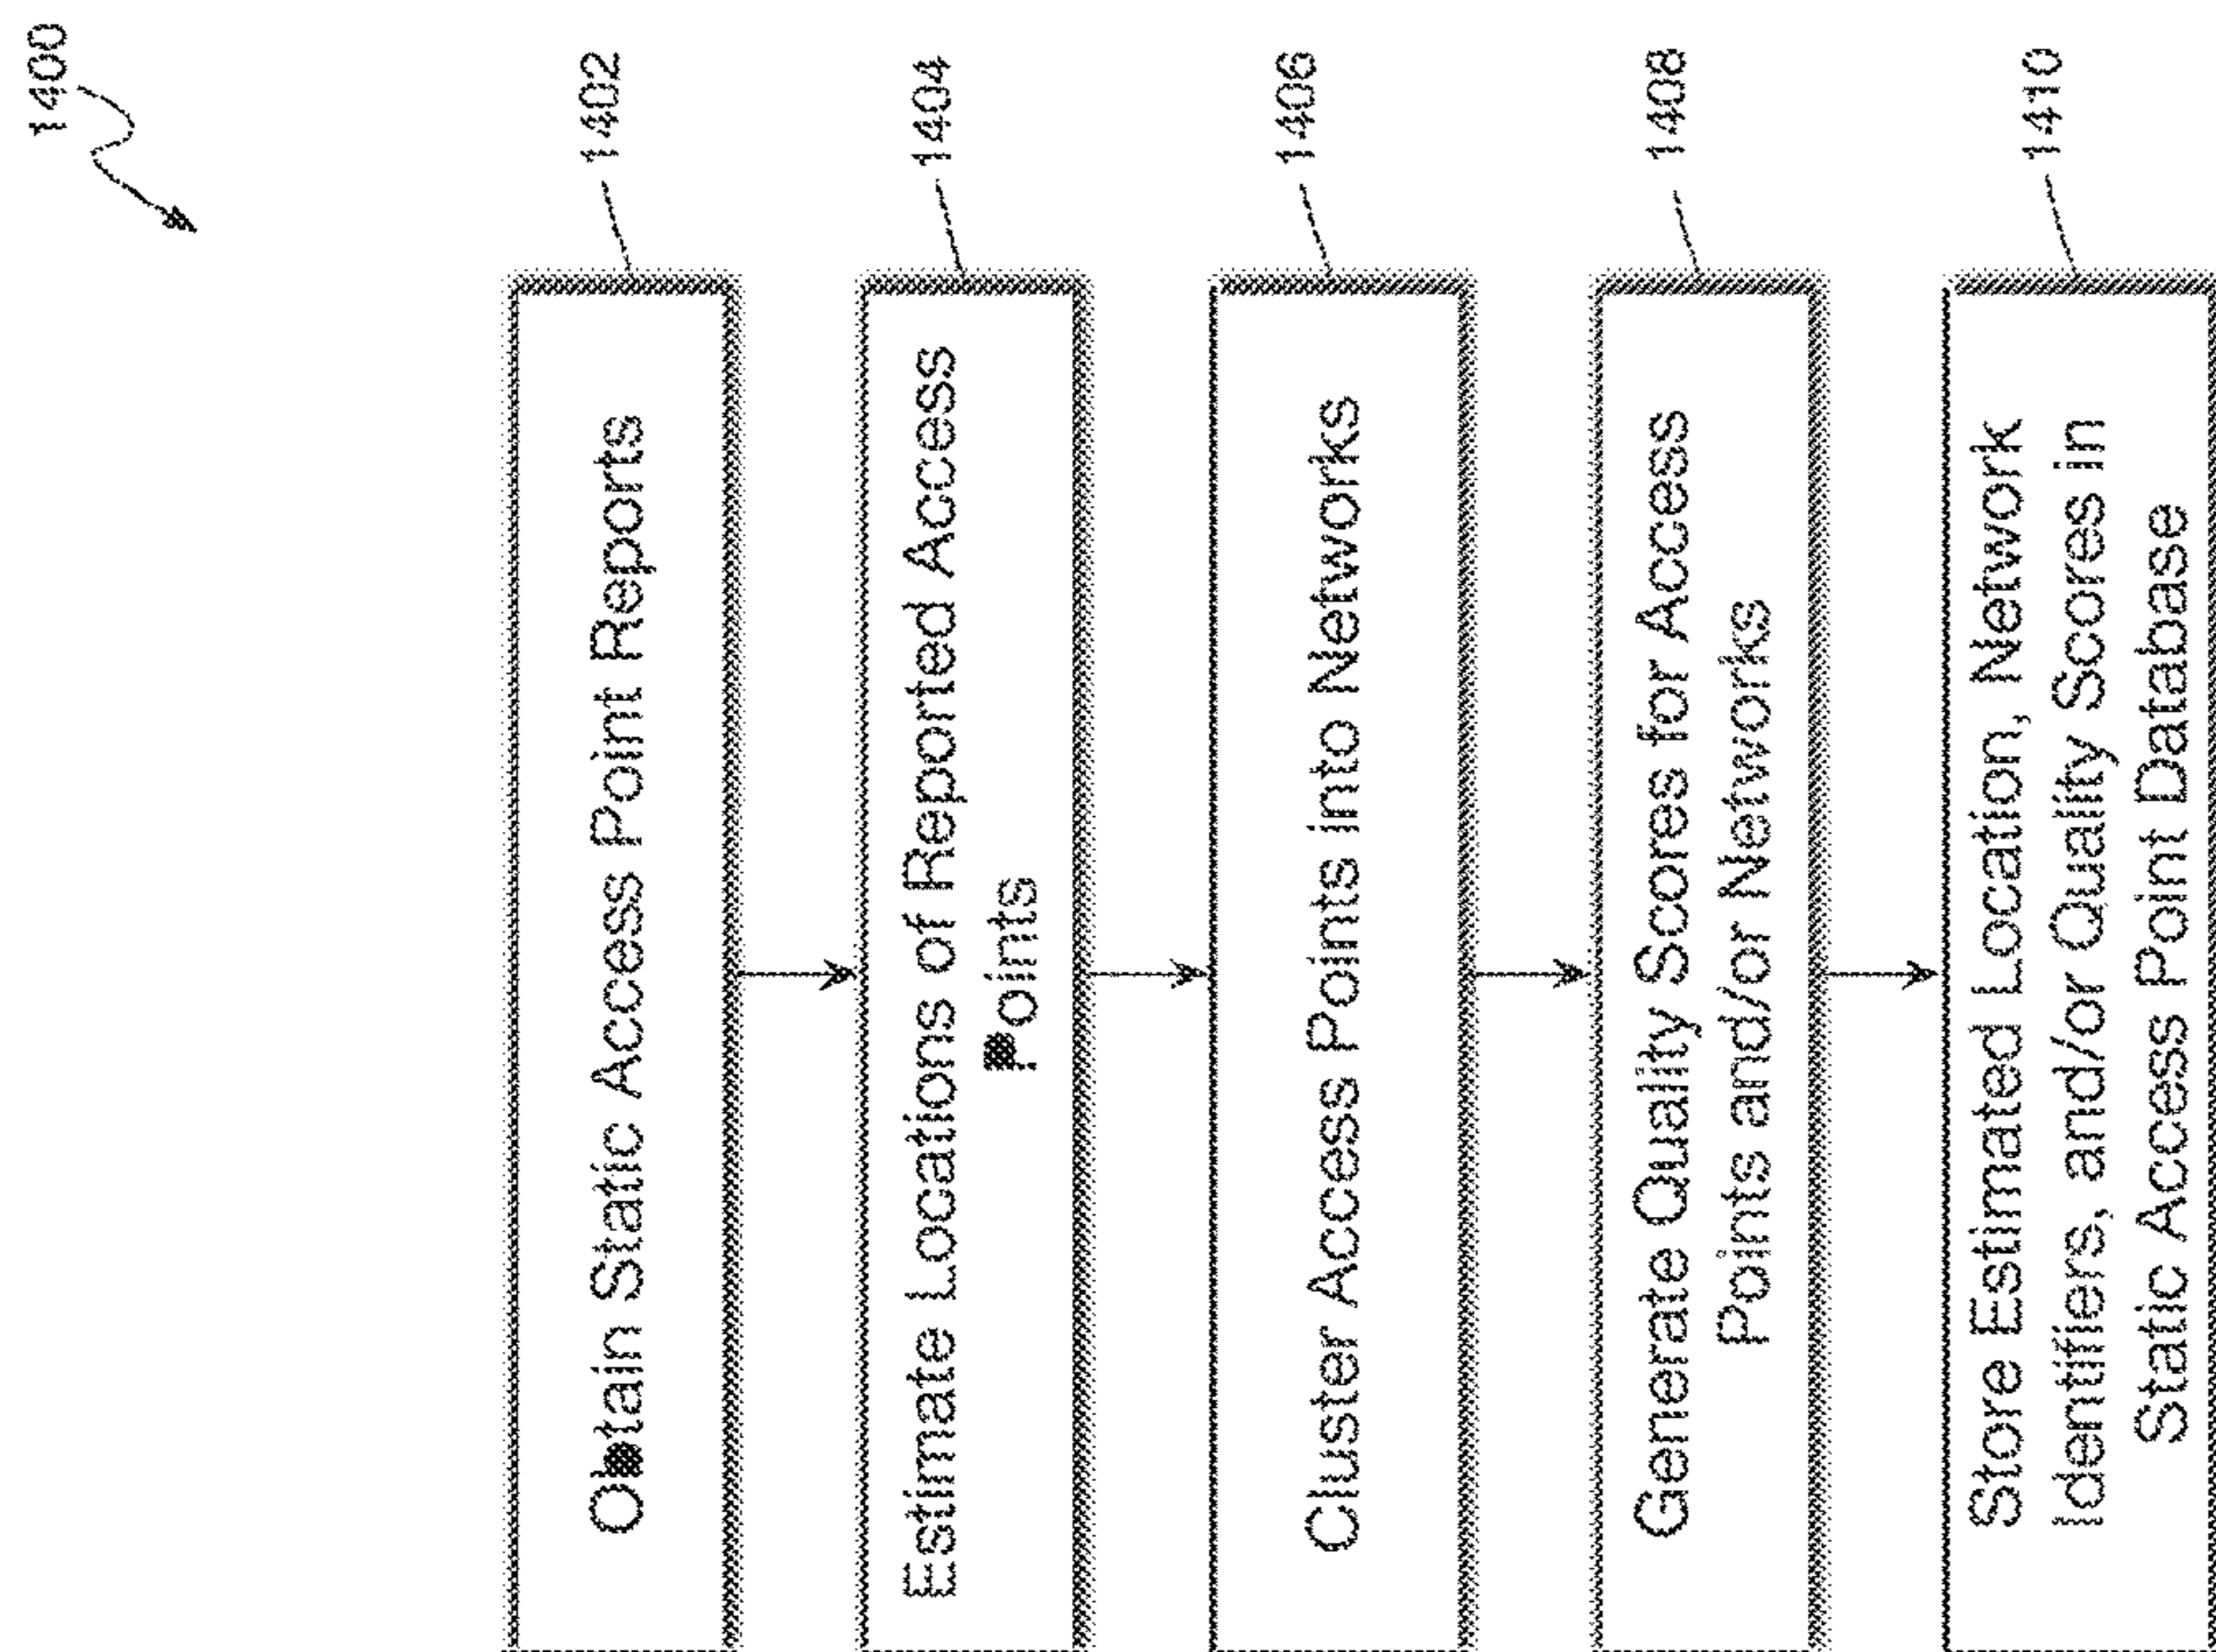 1400
Obtain Static Access Point Reports
1402
Estimate Locations of Reported Access
Points
1404
Cluster Access Points into Networks
1406
Generate Quality Scores for Access
Points and/or Networks
1408
Store Estimated Location, Network
Identifiers, and/or Quality Scores in
Static Access Point Database
1410